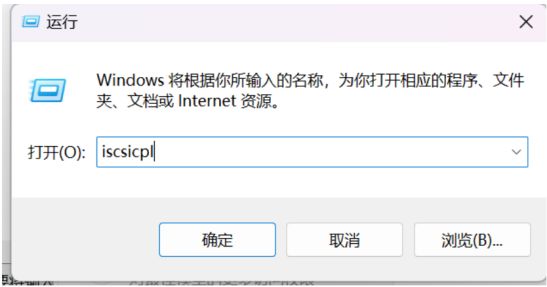 运行
Windows 将根据你所输入的名称，为你打开相应的程序、文件
夹、文档或 Internet 资源。
打开(O):
iscsicpl
确定
取消
浏览(B)...